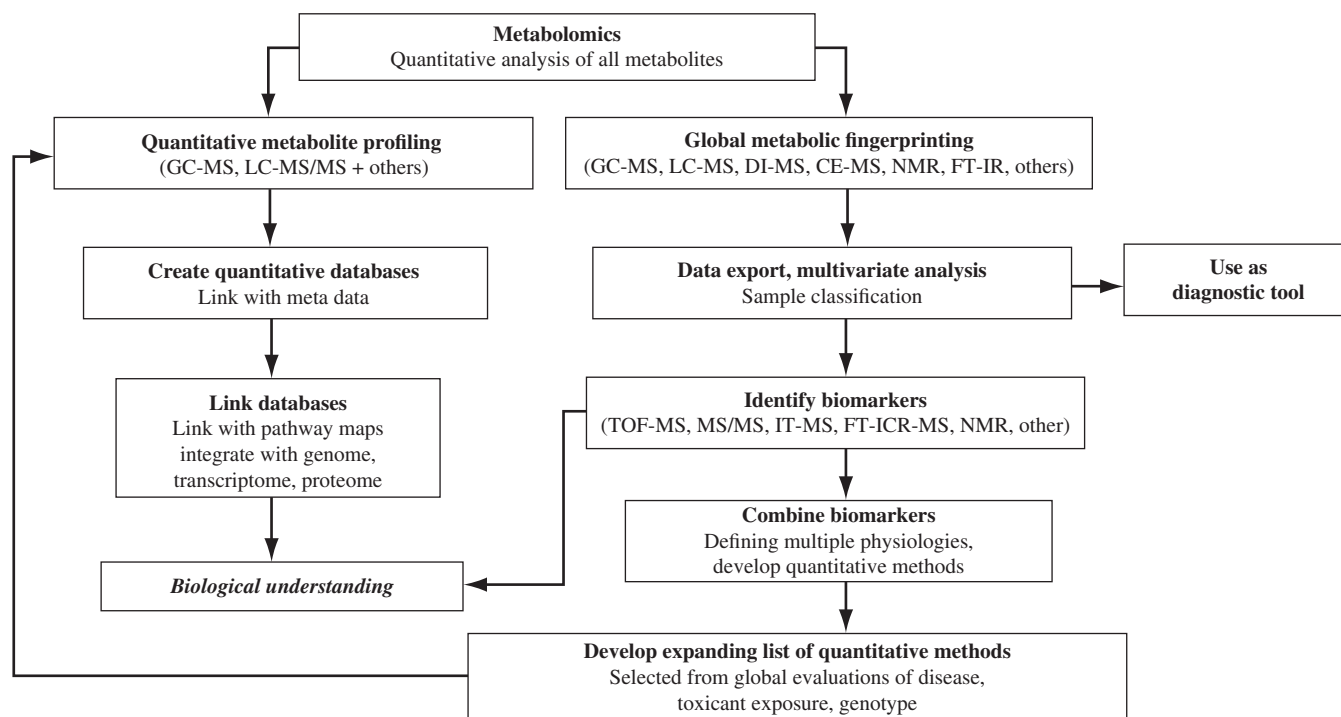 Metabolomics
Quantitative analysis of all metabolites
Quantitative metabolite profiling
(GC-MS, LC-MS/MS + others)
Global metabolic fingerprinting
(GC-MS, LC-MS, DI-MS, CE-MS, NMR, FT-IR, others)
Create quantitative databases
Link with meta data
Data export, multivariate analysis
Sample classification
Use as
diagnostic tool
Link databases
Link with pathway maps
integrate with genome,
transcriptome, proteome
Identify biomarkers
(TOF-MS, MS/MS, IT-MS, FT-ICR-MS, NMR, other)
Combine biomarkers
Defining multiple physiologies,
develop quantitative methods
Biological understanding
Develop expanding list of quantitative methods
Selected from global evaluations of disease,
toxicant exposure, genotype